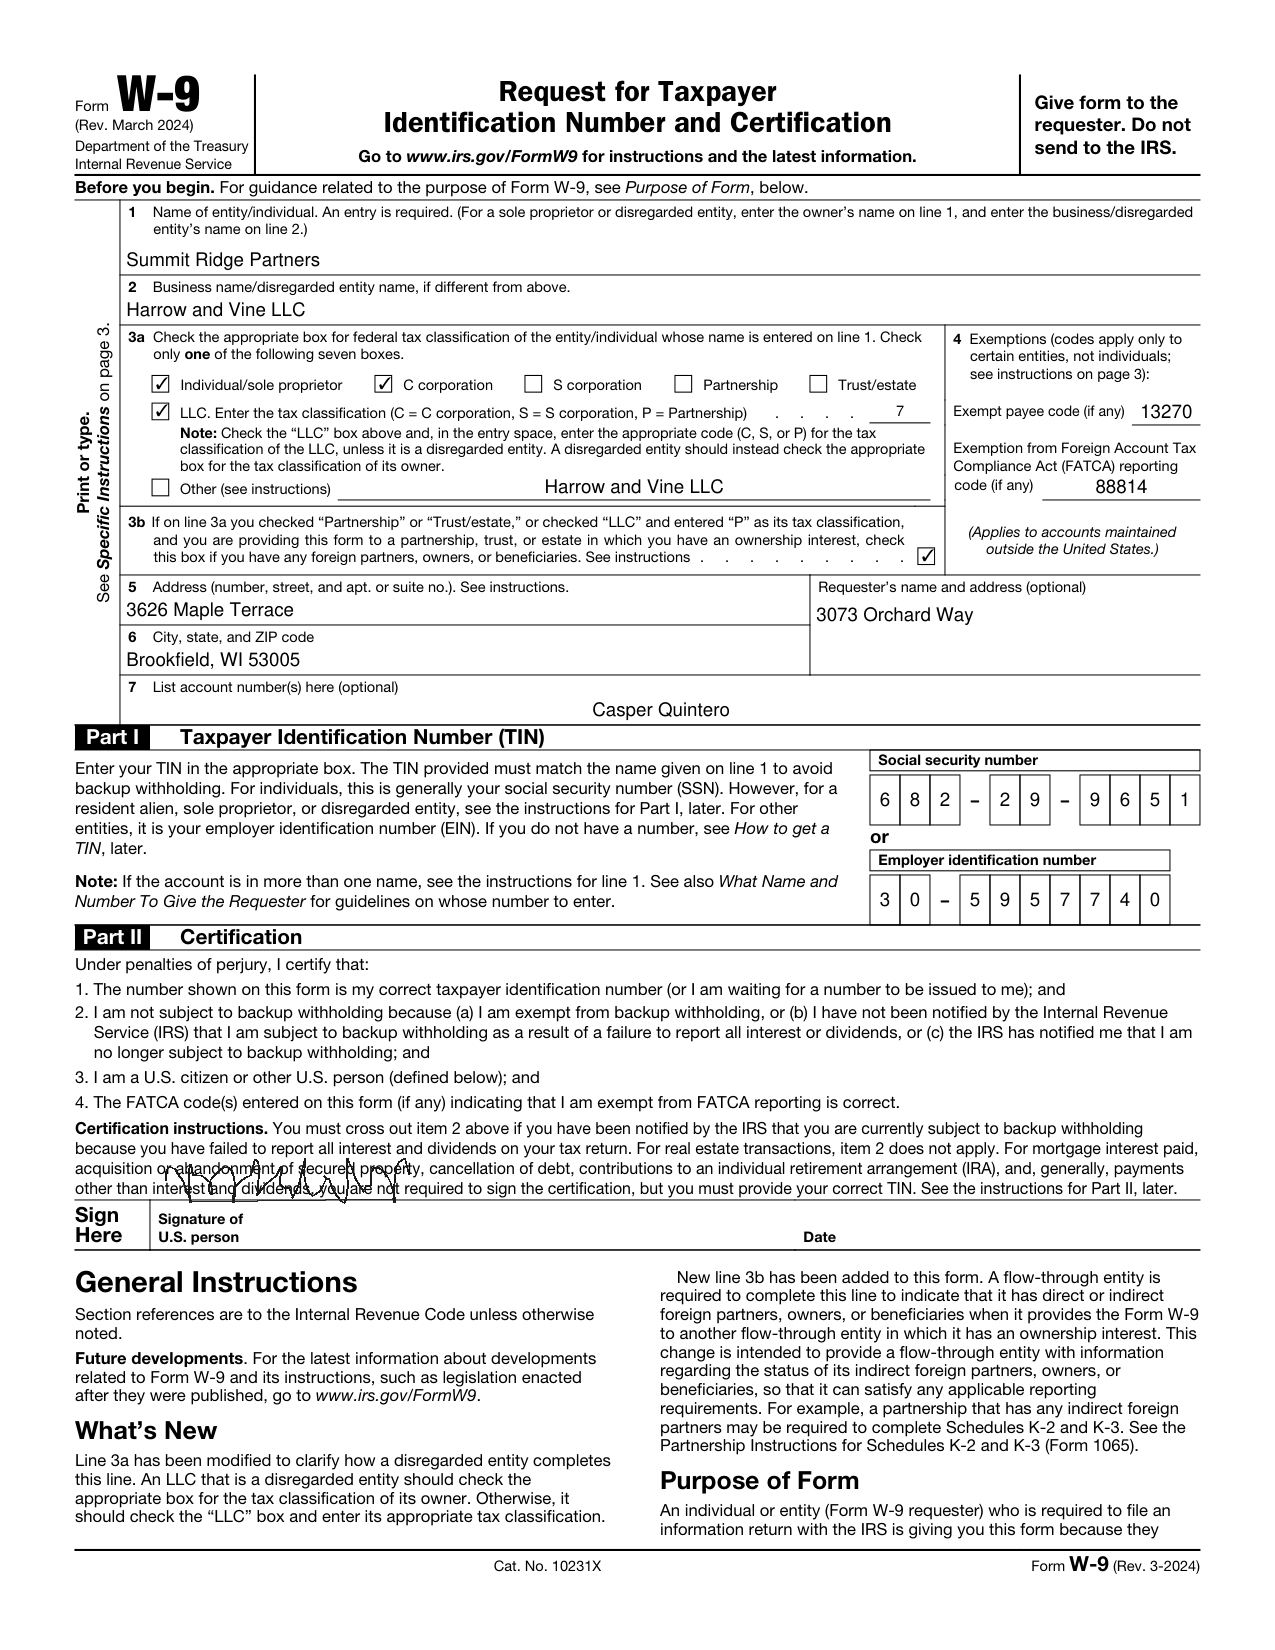 Form W-9
(Rev. March 2024)
Department of the Treasury
Internal Revenue Service
Request for Taxpayer
Identification Number and Certification
Go to www.irs.gov/FormW9 for instructions and the latest information.
Give form to the
requester. Do not
send to the IRS.
Before you begin. For guidance related to the purpose of Form W-9, see Purpose of Form, below.
Print or type.
See Specific Instructions on page 3.
1 Name of entity/individual. An entry is required. (For a sole proprietor or disregarded entity, enter the owner’s name on line 1, and enter the business/disregarded
entity’s name on line 2.)
Summit Ridge Partners
2 Business name/disregarded entity name, if different from above.
Harrow and Vine LLC
3a Check the appropriate box for federal tax classification of the entity/individual whose name is entered on line 1. Check
only one of the following seven boxes.
✓ Individual/sole proprietor ✓ C corporation S corporation Partnership Trust/estate
✓ LLC. Enter the tax classification (C = C corporation, S = S corporation, P = Partnership) . . . . 7
Note: Check the “LLC” box above and, in the entry space, enter the appropriate code (C, S, or P) for the tax
classification of the LLC, unless it is a disregarded entity. A disregarded entity should instead check the appropriate
box for the tax classification of its owner.
Other (see instructions) Harrow and Vine LLC
3b If on line 3a you checked “Partnership” or “Trust/estate,” or checked “LLC” and entered “P” as its tax classification,
and you are providing this form to a partnership, trust, or estate in which you have an ownership interest, check
this box if you have any foreign partners, owners, or beneficiaries. See instructions . . . . . . . . . ✓
4 Exemptions (codes apply only to
certain entities, not individuals;
see instructions on page 3):
Exempt payee code (if any) 13270
Exemption from Foreign Account Tax
Compliance Act (FATCA) reporting
code (if any) 88814
(Applies to accounts maintained
outside the United States.)
5 Address (number, street, and apt. or suite no.). See instructions.
3626 Maple Terrace
Requester’s name and address (optional)
3073 Orchard Way
6 City, state, and ZIP code
Brookfield, WI 53005
7 List account number(s) here (optional)
Casper Quintero
Part I Taxpayer Identification Number (TIN)
Enter your TIN in the appropriate box. The TIN provided must match the name given on line 1 to avoid
backup withholding. For individuals, this is generally your social security number (SSN). However, for a
resident alien, sole proprietor, or disregarded entity, see the instructions for Part I, later. For other
entities, it is your employer identification number (EIN). If you do not have a number, see How to get a
TIN, later.
Note: If the account is in more than one name, see the instructions for line 1. See also What Name and
Number To Give the Requester for guidelines on whose number to enter.
Social security number
6 8 2 – 2 9 – 9 6 5 1
or
Employer identification number
3 0 – 5 9 5 7 7 4 0
Part II Certification
Under penalties of perjury, I certify that:
1. The number shown on this form is my correct taxpayer identification number (or I am waiting for a number to be issued to me); and
2. I am not subject to backup withholding because (a) I am exempt from backup withholding, or (b) I have not been notified by the Internal Revenue
Service (IRS) that I am subject to backup withholding as a result of a failure to report all interest or dividends, or (c) the IRS has notified me that I am
no longer subject to backup withholding; and
3. I am a U.S. citizen or other U.S. person (defined below); and
4. The FATCA code(s) entered on this form (if any) indicating that I am exempt from FATCA reporting is correct.
Certification instructions. You must cross out item 2 above if you have been notified by the IRS that you are currently subject to backup withholding
because you have failed to report all interest and dividends on your tax return. For real estate transactions, item 2 does not apply. For mortgage interest paid,
acquisition or abandonment of secured property, cancellation of debt, contributions to an individual retirement arrangement (IRA), and, generally, payments
other than interest and dividends, you are not required to sign the certification, but you must provide your correct TIN. See the instructions for Part II, later.
Sign
Here
Signature of
U.S. person
Date
General Instructions
Section references are to the Internal Revenue Code unless otherwise
noted.
Future developments. For the latest information about developments
related to Form W-9 and its instructions, such as legislation enacted
after they were published, go to www.irs.gov/FormW9.
What’s New
Line 3a has been modified to clarify how a disregarded entity completes
this line. An LLC that is a disregarded entity should check the
appropriate box for the tax classification of its owner. Otherwise, it
should check the “LLC” box and enter its appropriate tax classification.
New line 3b has been added to this form. A flow-through entity is
required to complete this line to indicate that it has direct or indirect
foreign partners, owners, or beneficiaries when it provides the Form W-9
to another flow-through entity in which it has an ownership interest. This
change is intended to provide a flow-through entity with information
regarding the status of its indirect foreign partners, owners, or
beneficiaries, so that it can satisfy any applicable reporting
requirements. For example, a partnership that has any indirect foreign
partners may be required to complete Schedules K-2 and K-3. See the
Partnership Instructions for Schedules K-2 and K-3 (Form 1065).
Purpose of Form
An individual or entity (Form W-9 requester) who is required to file an
information return with the IRS is giving you this form because they
Cat. No. 10231X
Form W-9 (Rev. 3-2024)